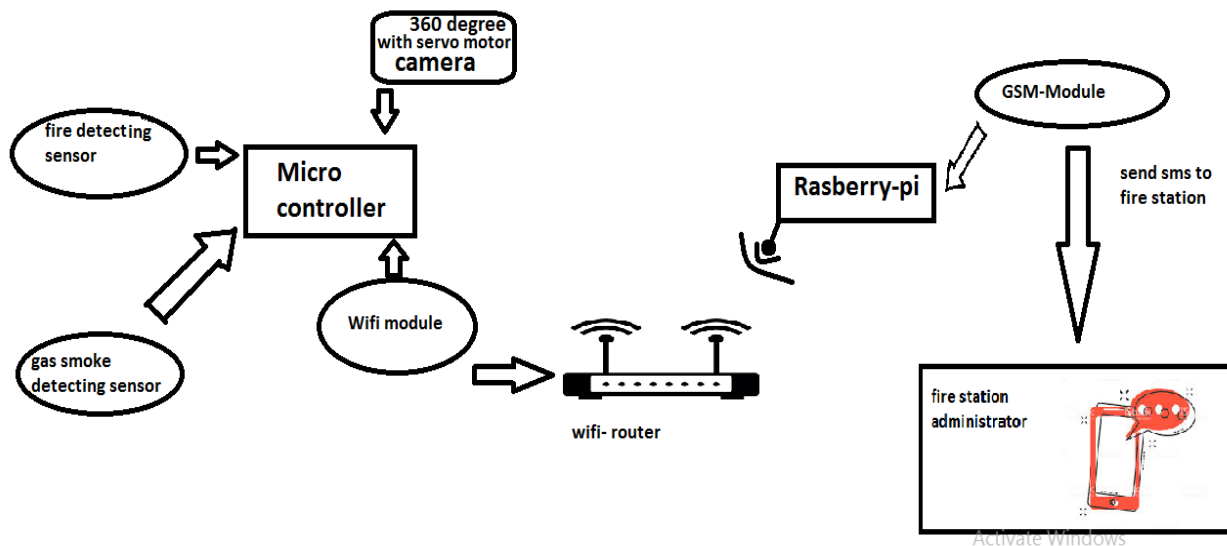 360 degree
with servo motor
camera
fire detecting
sensor
Micro
controller
GSM-Module
Rasberry-pi
send sms to
fire station
Wifi module
gas smoke
detecting sensor
wifi- router
fire station
administrator
Activate Windows